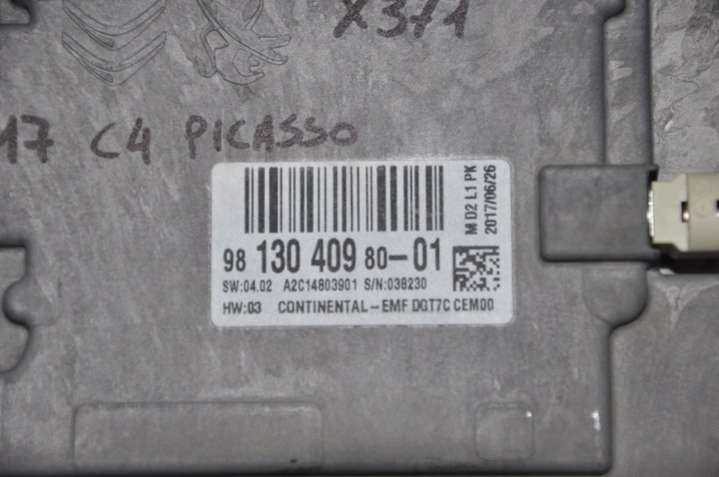 X371
17 C4 PICASSO
M D2 L1 PK
2017/06/26
98 130 409 80-01
SW:04.02 A2C14803901 S/N:038230
HW:03 CONTINENTAL-EMF DGT7C CEM00